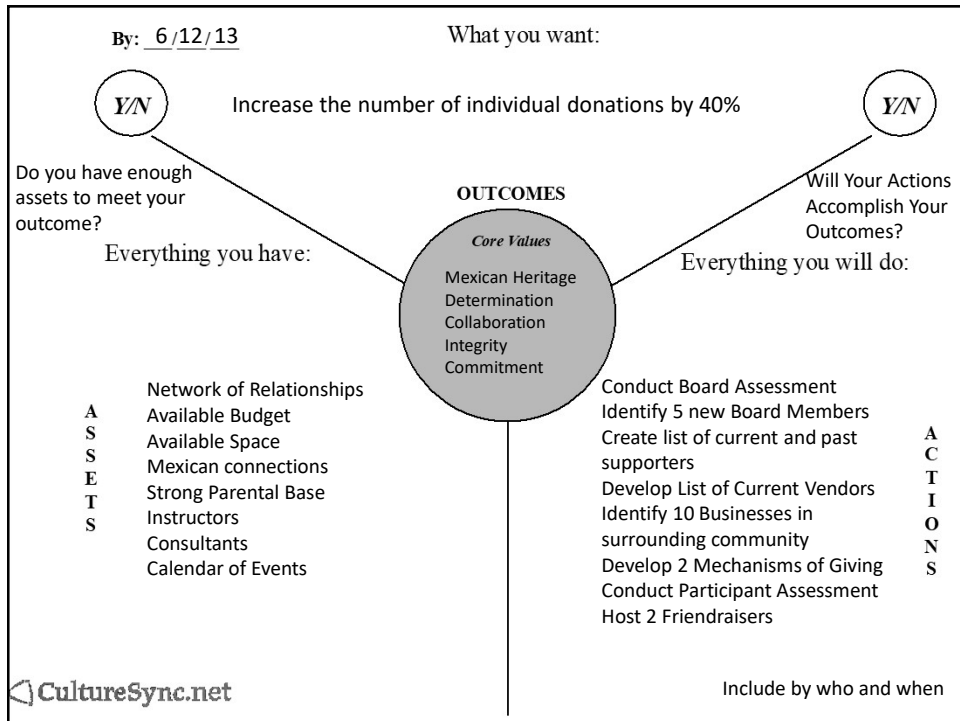 By: 6/12/13
What you want:
Y/N
Increase the number of individual donations by 40%
Y/N
Do you have enough
assets to meet your
outcome?
Will Your Actions
Accomplish Your
Outcomes?
OUTCOMES
Everything you have:
Everything you will do:
Core Values
Mexican Heritage
Determination
Collaboration
Integrity
Commitment
ASSETS
Network of Relationships
Available Budget
Available Space
Mexican connections
Strong Parental Base
Instructors
Consultants
Calendar of Events
Conduct Board Assessment
Identify 5 new Board Members
Create list of current and past
supporters
Develop List of Current Vendors
Identify 10 Businesses in
surrounding community
Develop 2 Mechanisms of Giving
Conduct Participant Assessment
Host 2 Friendraisers
ACTIONS
CultureSync.net
Include by who and when